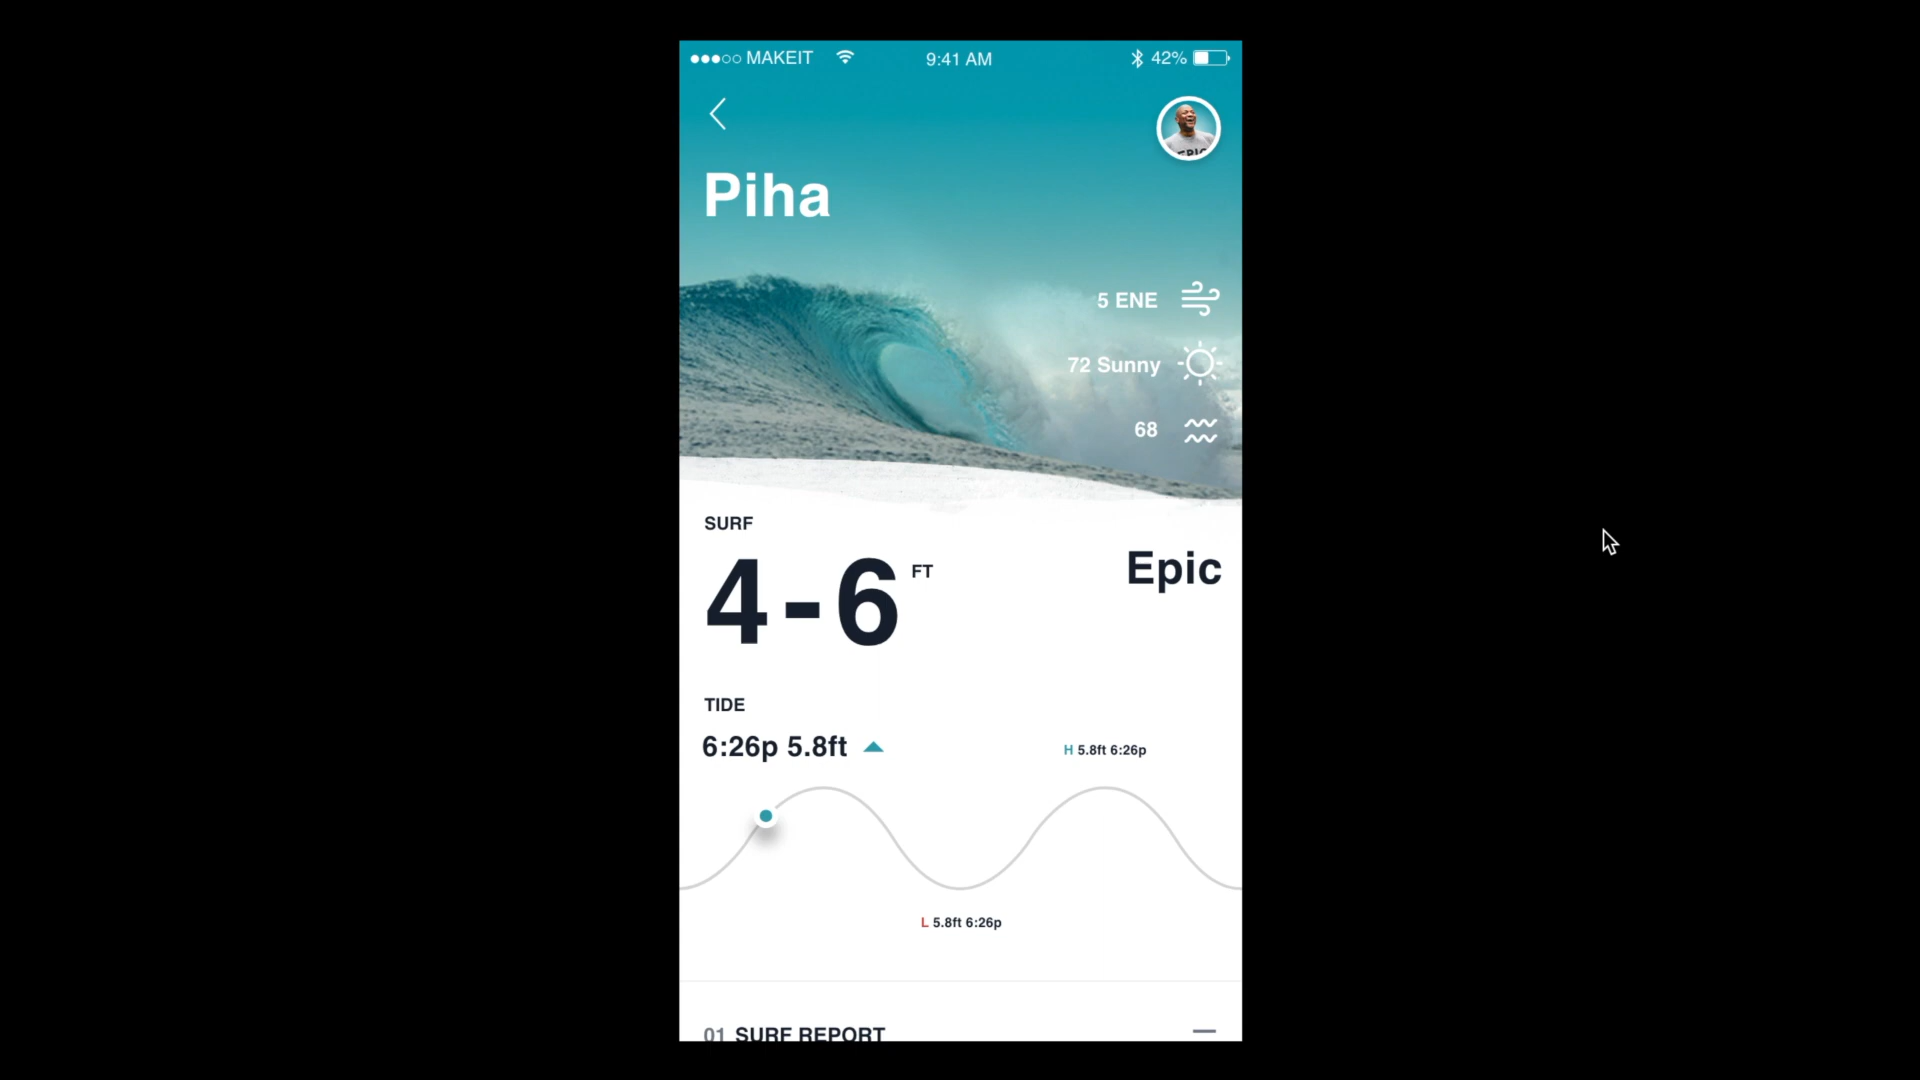 MAKEIT 9:41 AM 42%
EPIC
Piha
5 ENE
72 Sunny
68
SURF
4-6 FT
Epic
TIDE
6:26p 5.8ft
H 5.8ft 6:26p
L 5.8ft 6:26p
01 SURF REPORT